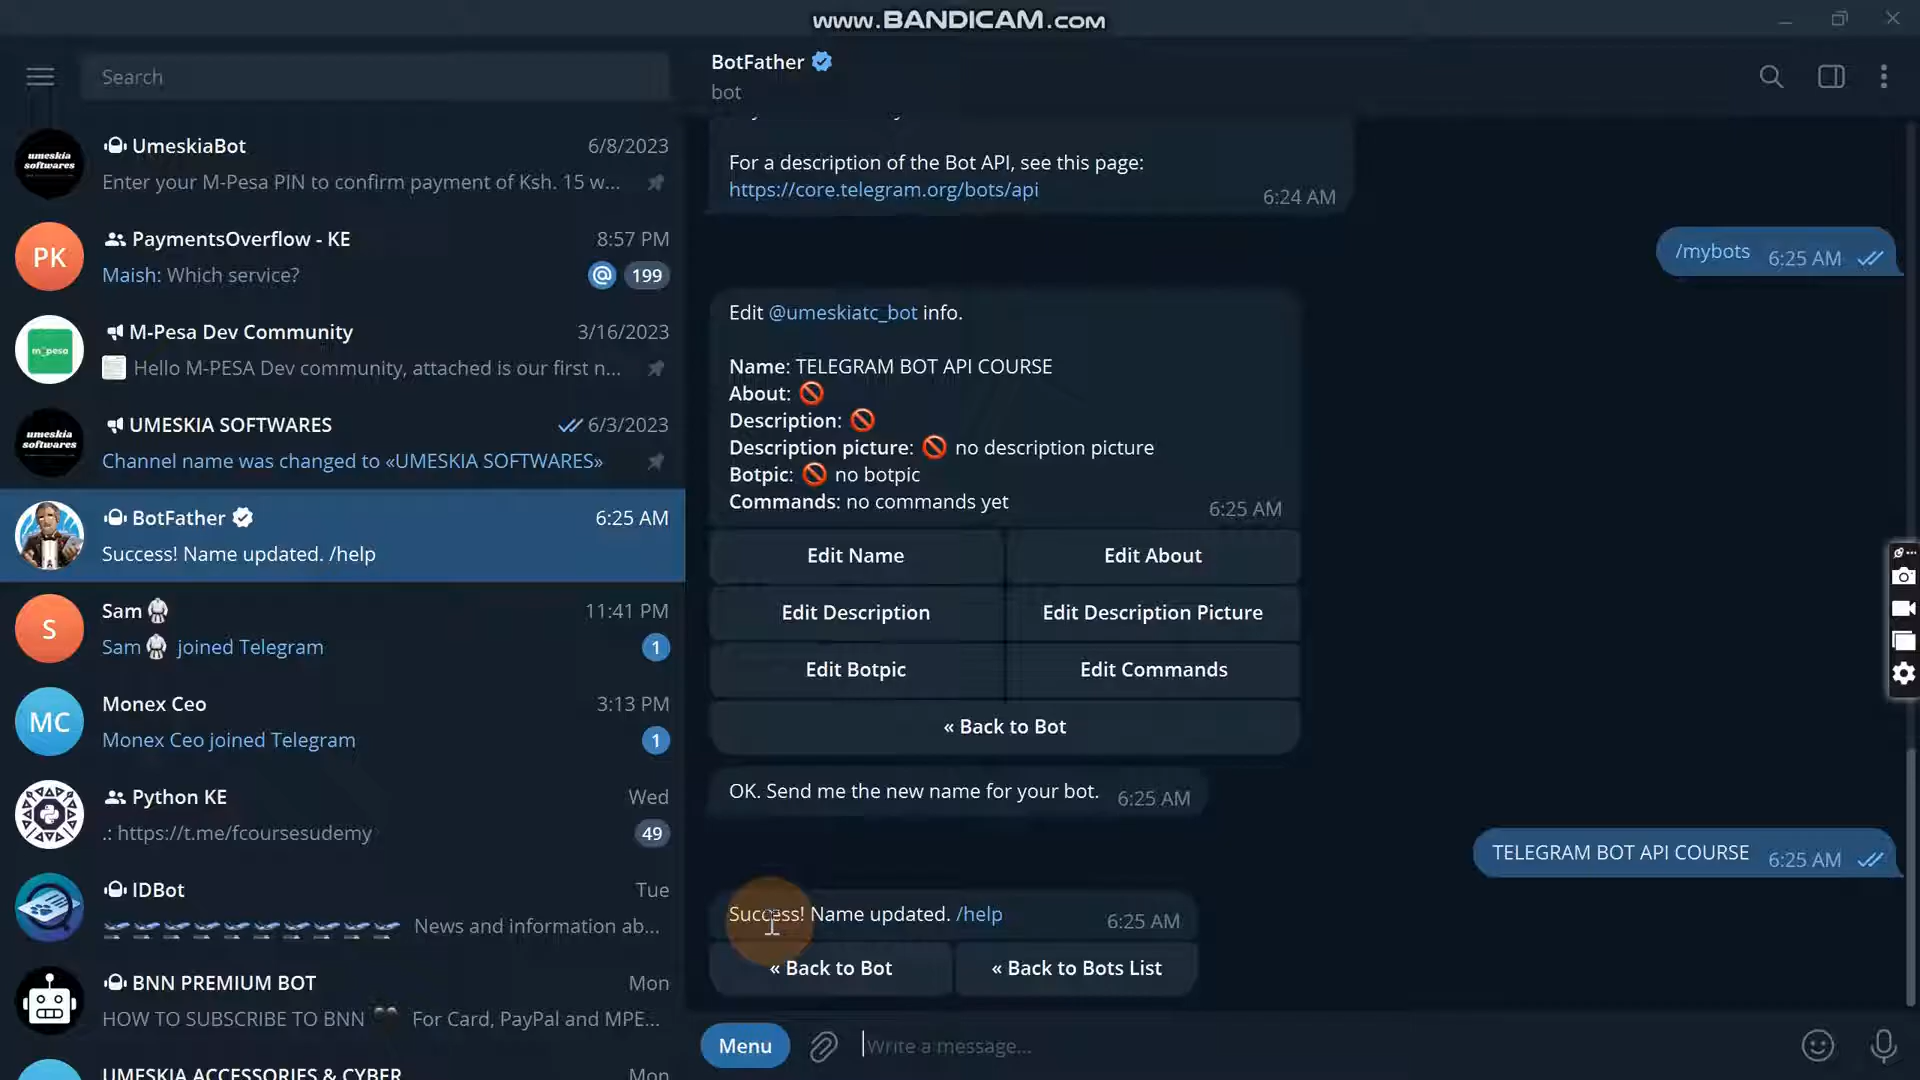 www.BANDICAM.com
Search
UmeskiaBot
6/8/2023
Enter your M-Pesa PIN to confirm payment of Ksh. 15 w...
umeskia
softwares
PK
PaymentsOverflow - KE
8:57 PM
Maish: Which service?
@
199
M-Pesa Dev Community
3/16/2023
Hello M-PESA Dev community, attached is our first n...
m-pesa
UMESKIA SOFTWARES
6/3/2023
Channel name was changed to «UMESKIA SOFTWARES»
umeskia
softwares
BotFather
6:25 AM
Success! Name updated. /help
S
Sam
11:41 PM
Sam joined Telegram
1
MC
Monex Ceo
3:13 PM
Monex Ceo joined Telegram
1
Python KE
Wed
.: https://t.me/fcoursesudemy
49
IDBot
Tue
News and information ab...
BNN PREMIUM BOT
Mon
HOW TO SUBSCRIBE TO BNN For Card, PayPal and MPE...
UMESKIA ACCESSORIES & CYBER
Mon
BotFather
bot
For a description of the Bot API, see this page:
https://core.telegram.org/bots/api
6:24 AM
/mybots 6:25 AM
Edit @umeskiatc_bot info.
Name: TELEGRAM BOT API COURSE
About: 🚫
Description: 🚫
Description picture: 🚫 no description picture
Botpic: 🚫 no botpic
Commands: no commands yet
6:25 AM
Edit Name
Edit About
Edit Description
Edit Description Picture
Edit Botpic
Edit Commands
« Back to Bot
OK. Send me the new name for your bot. 6:25 AM
TELEGRAM BOT API COURSE 6:25 AM
Success! Name updated. /help 6:25 AM
« Back to Bot
« Back to Bots List
Menu
Write a message...